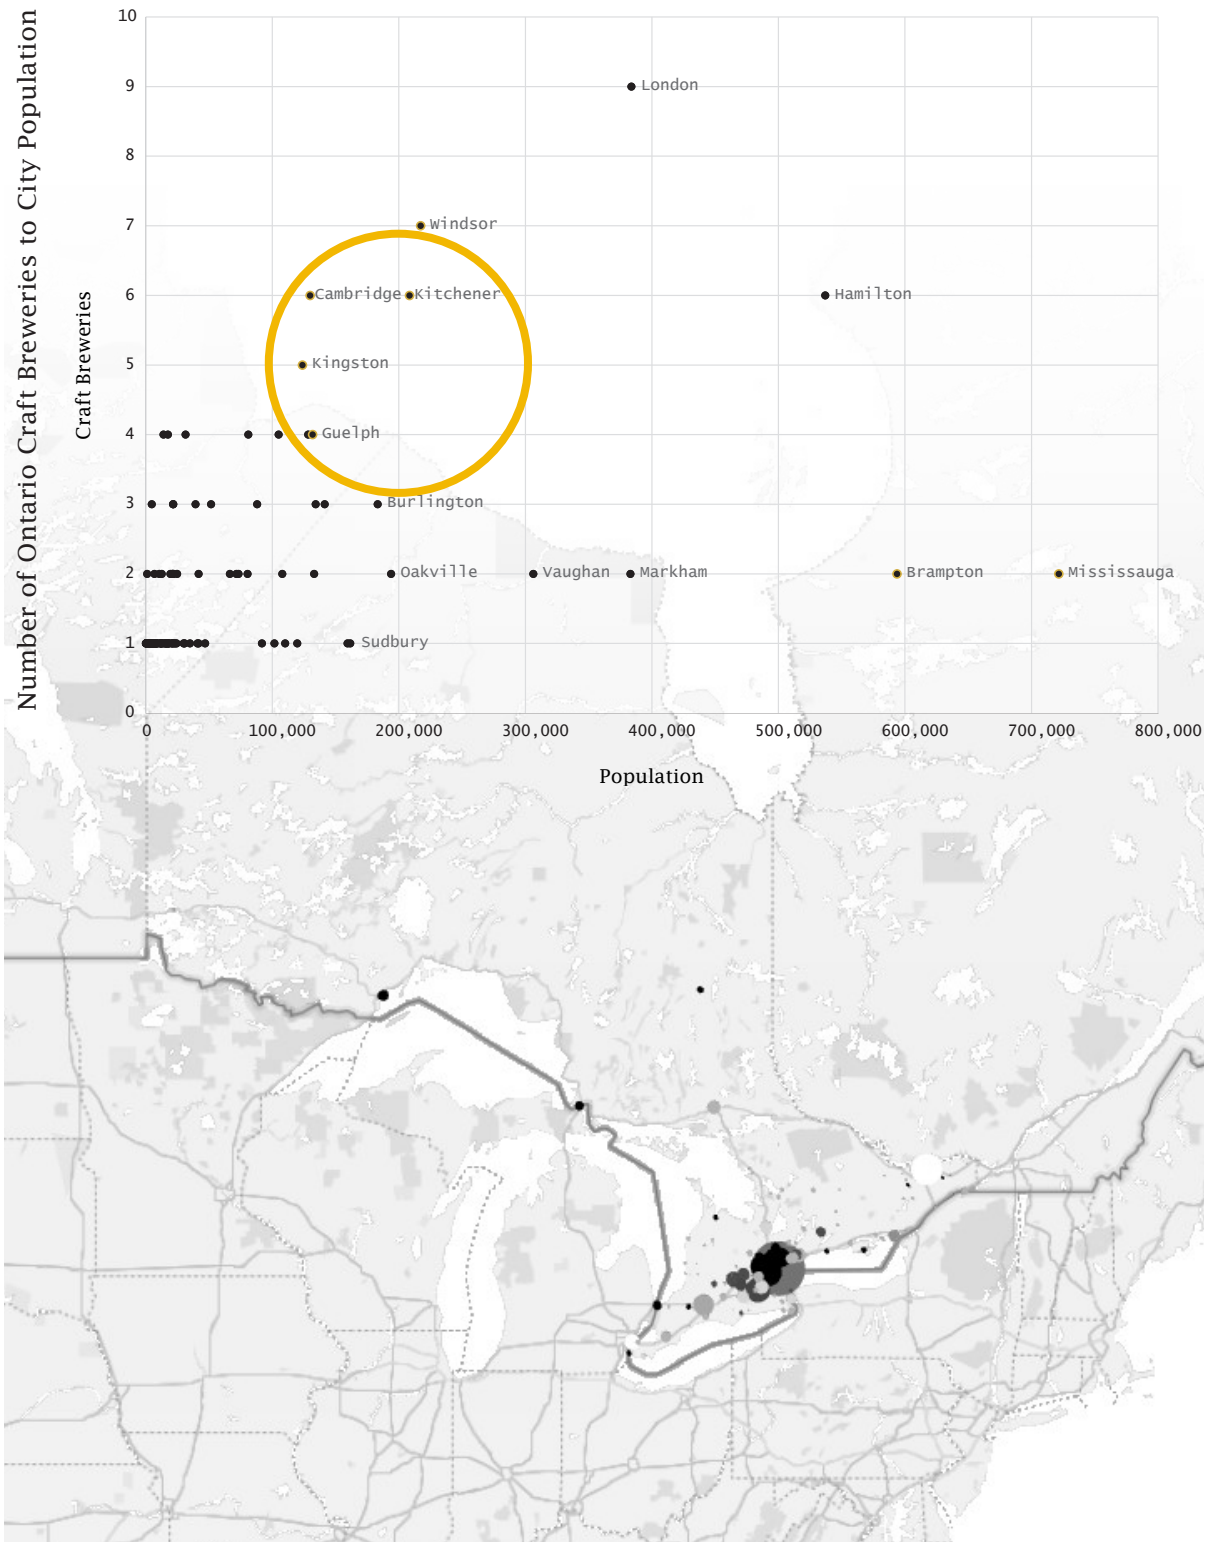 Number of Ontario Craft Breweries to City Population
Craft Breweries
10
9
8
7
6
5
4
3
2
1
0
London
Windsor
Cambridge
Kitchener
Hamilton
Kingston
Guelph
Burlington
Oakville
Vaughan
Markham
Brampton
Mississauga
Sudbury
0
100,000
200,000
300,000
400,000
500,000
600,000
700,000
800,000
Population